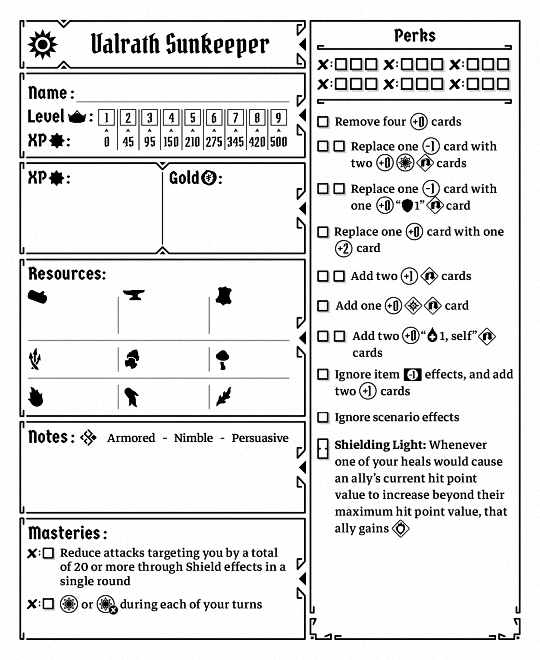 Valrath Sunkeeper
Name:
Level:
1 2 3 4 5 6 7 8 9
XP:
0 45 95 150 210 275 345 420 500
XP:
Gold:
Resources:
Notes: Armored - Nimble - Persuasive
Masteries:
Reduce attacks targeting you by a total
of 20 or more through Shield effects in a
single round
or during each of your turns
Perks
Remove four +0 cards
Replace one -1 card with
two +0 cards
Replace one -1 card with
one +0 "1" card
Replace one +0 card with one
+2 card
Add two +1 cards
Add one +0 card
Add two +0 "1, self"
cards
Ignore item -1 effects, and add
two +1 cards
Ignore scenario effects
Shielding Light: Whenever
one of your heals would cause
an ally's current hit point
value to increase beyond their
maximum hit point value, that
ally gains